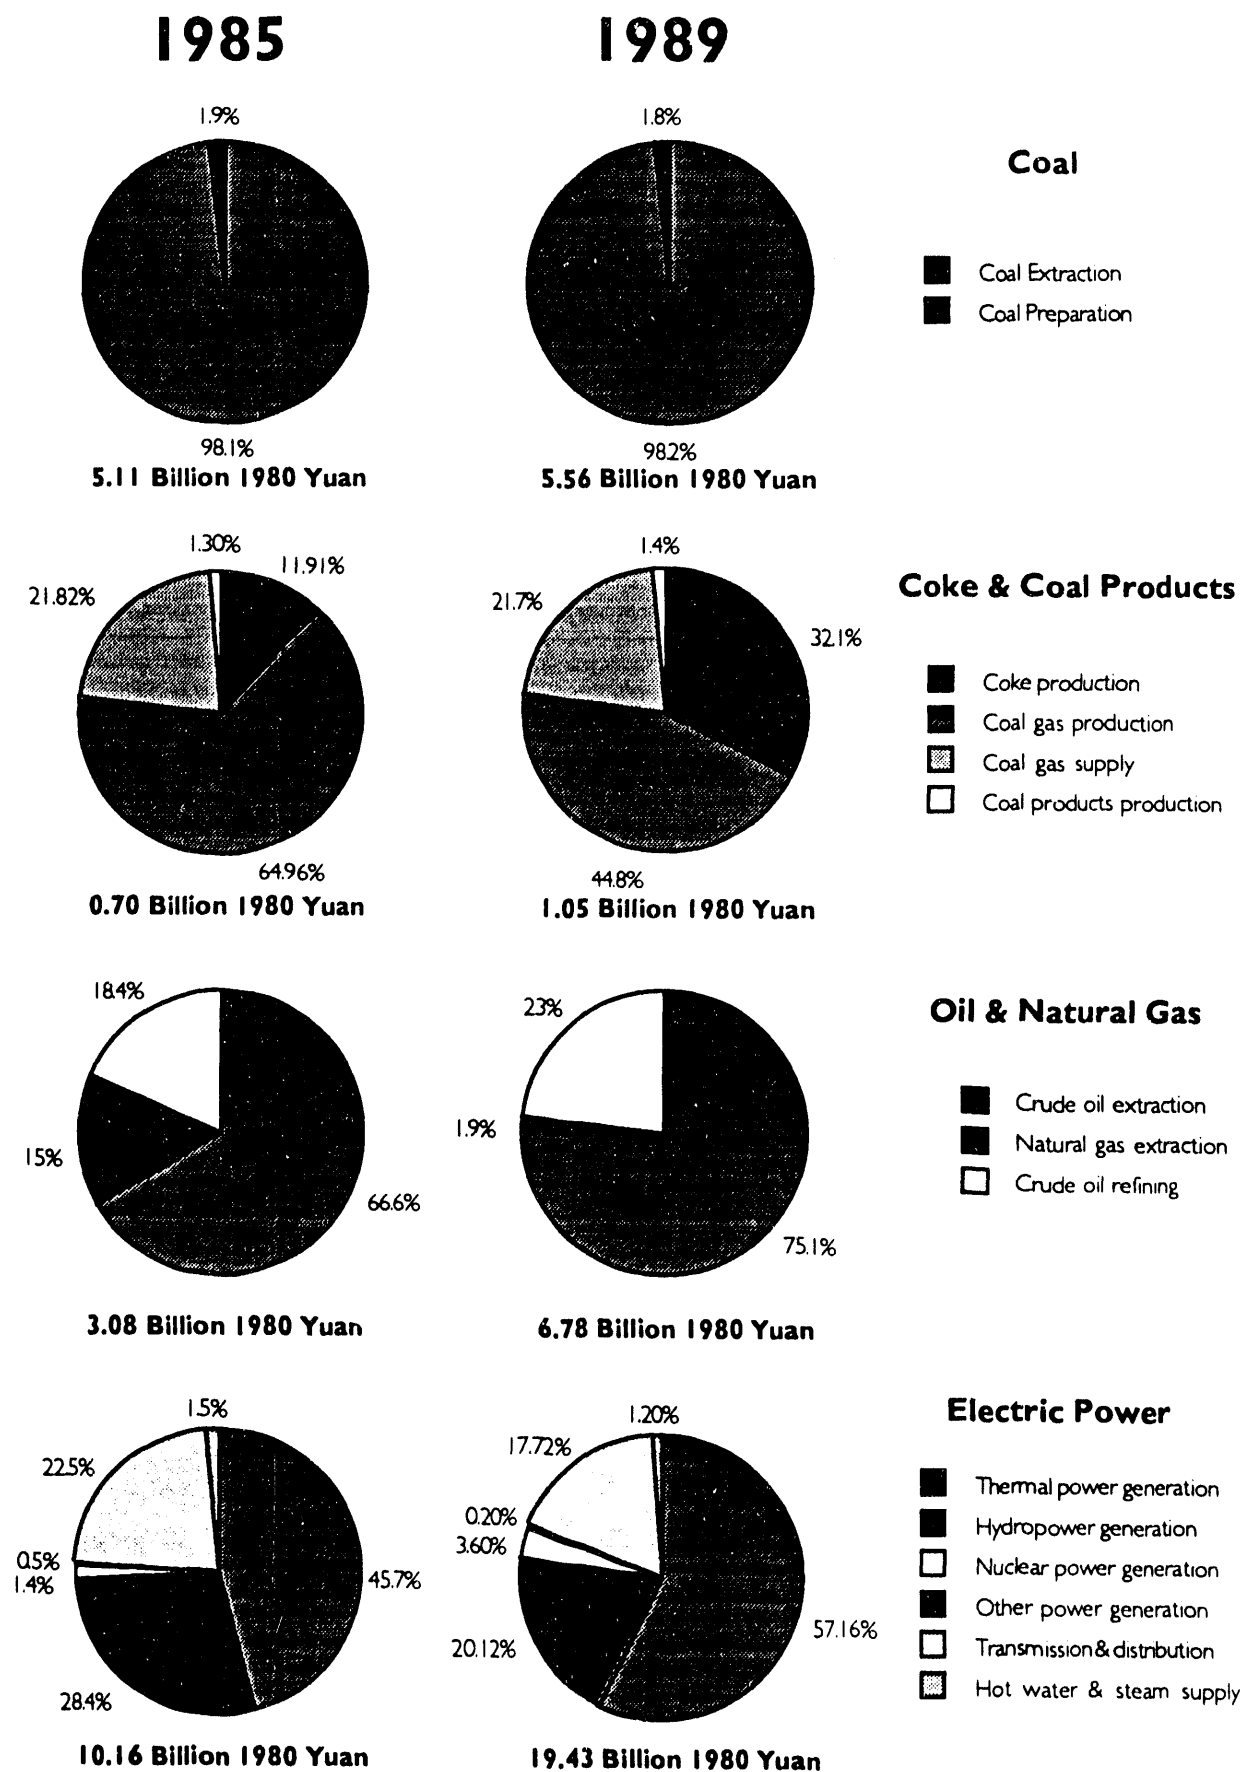 1985 1989
1.9% 1.8%
Coal
Coal Extraction
Coal Preparation
98.1% 98.2%
5.11 Billion 1980 Yuan 5.56 Billion 1980 Yuan
1.30% 11.91% 1.4%
21.82% 21.7% 32.1%
Coke & Coal Products
Coke production
Coal gas production
Coal gas supply
Coal products production
64.96% 44.8%
0.70 Billion 1980 Yuan 1.05 Billion 1980 Yuan
18.4% 23%
Oil & Natural Gas
Crude oil extraction
Natural gas extraction
Crude oil refining
15% 1.9%
66.6% 75.1%
3.08 Billion 1980 Yuan 6.78 Billion 1980 Yuan
1.5% 1.20%
Electric Power
22.5% 17.72%
Thermal power generation
Hydropower generation
Nuclear power generation
Other power generation
Transmission & distribution
Hot water & steam supply
0.5% 0.20%
1.4% 3.60%
45.7% 57.16%
28.4% 20.12%
10.16 Billion 1980 Yuan 19.43 Billion 1980 Yuan